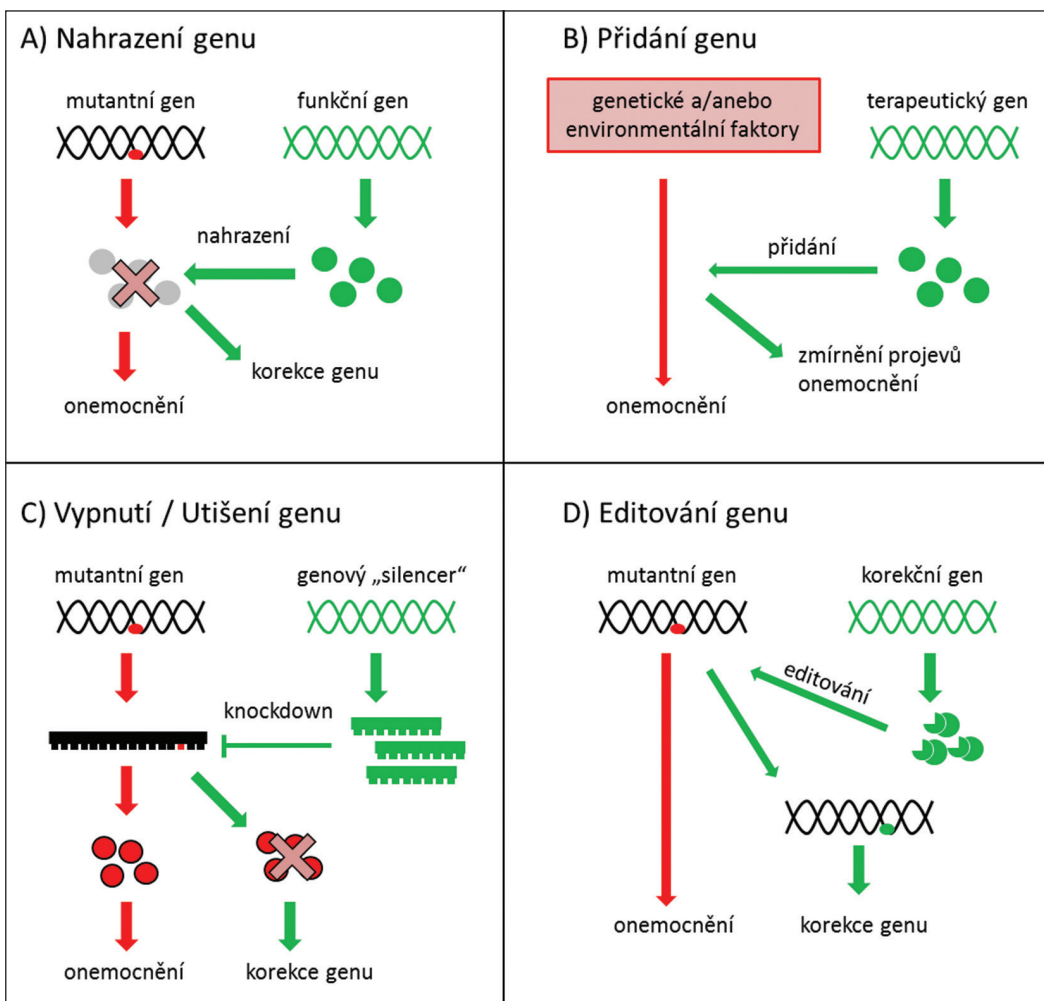 A) Nahrazení genu
mutantní gen
funkční gen
nahrazení
korekce genu
onemocnění
B) Přidání genu
genetické a/anebo
environmentální faktory
terapeutický gen
přidání
zmírnění projevů
onemocnění
onemocnění
C) Vypnutí / Utišení genu
mutantní gen
genový „silencer“
knockdown
onemocnění
korekce genu
D) Editování genu
mutantní gen
korekční gen
editování
onemocnění
korekce genu